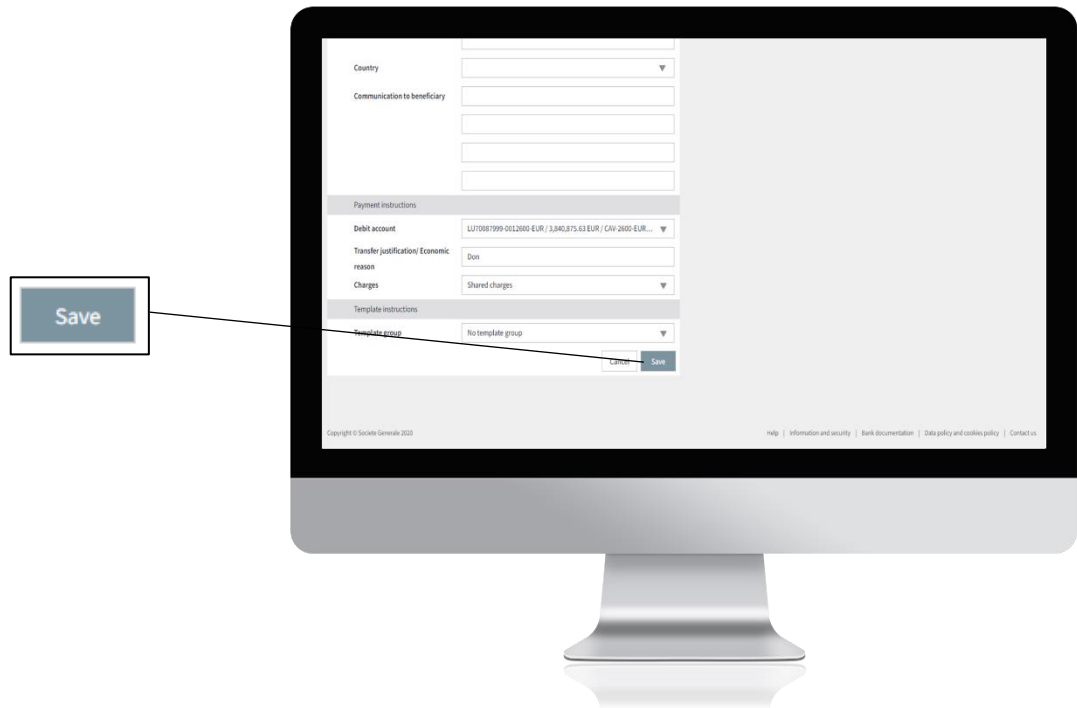 Country
Communication to beneficiary
Payment instructions
Debit account LU70887999-0012600-EUR / 3,840,875.63 EUR / CAV-2600-EUR...
Transfer justification/ Economic
reason
Don
Charges Shared charges
Template instructions
Template group No template group
Cancel Save
Save
Copyright © Societe Generale 2020 Help | Information and security | Bank documentation | Data policy and cookies policy | Contact us